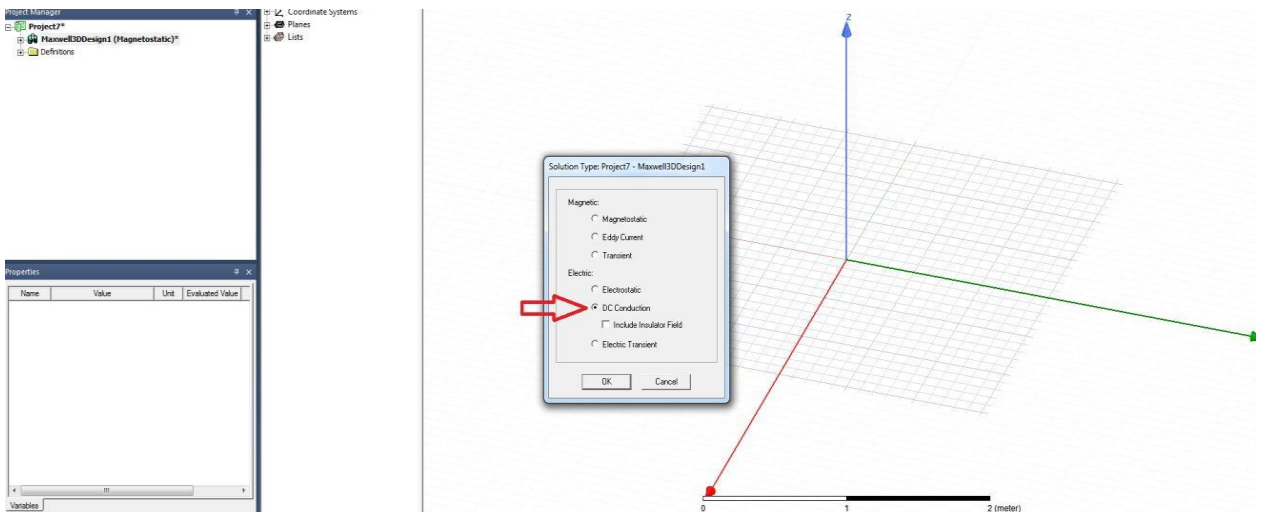 Project Manager
Project7*
Maxwell3DDesign1 (Magnetostatic)*
Definitions
Coordinate Systems
Planes
Lists
Properties
Name Value Unit Evaluated Value
Variables
Solution Type: Project7 - Maxwell3DDesign1
Magnetic:
Magnetostatic
Eddy Current
Transient
Electric:
Electrostatic
DC Conduction
Include Insulator Field
Electric Transient
OK Cancel
Z
0 1 2 (meter)